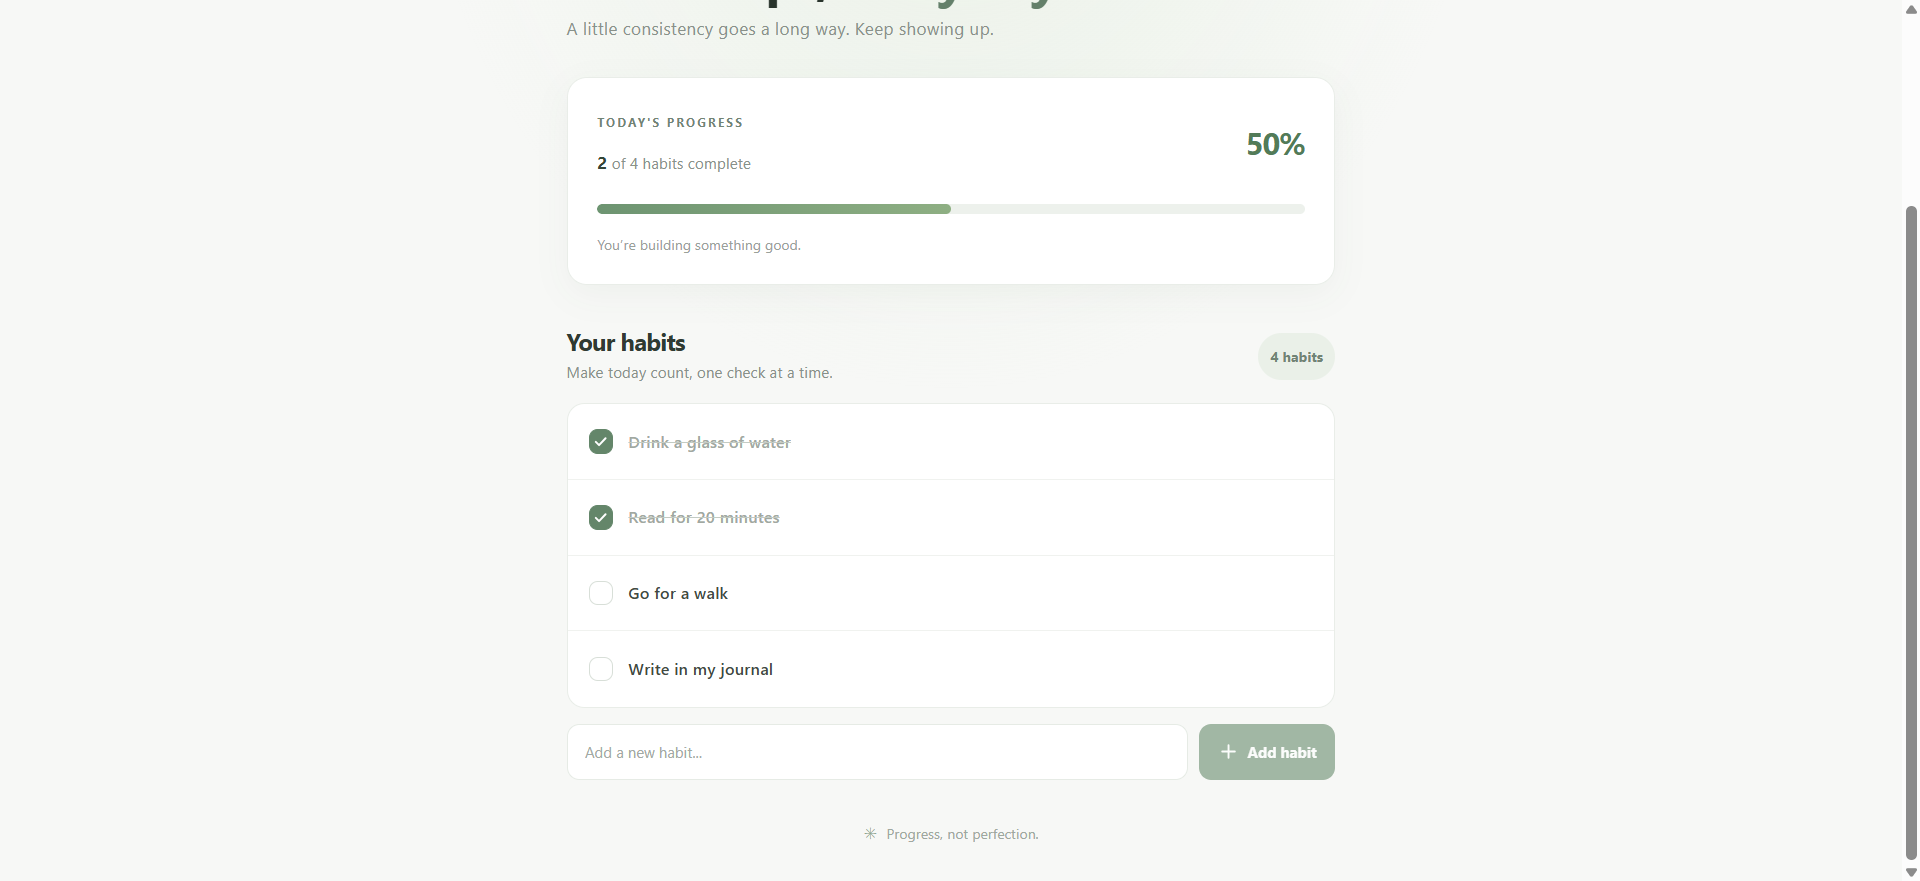 A little consistency goes a long way. Keep showing up.
TODAY'S PROGRESS
50%
2 of 4 habits complete
You're building something good.
Your habits
4 habits
Make today count, one check at a time.
Drink a glass of water
Read for 20 minutes
Go for a walk
Write in my journal
Add a new habit...
Add habit
Progress, not perfection.